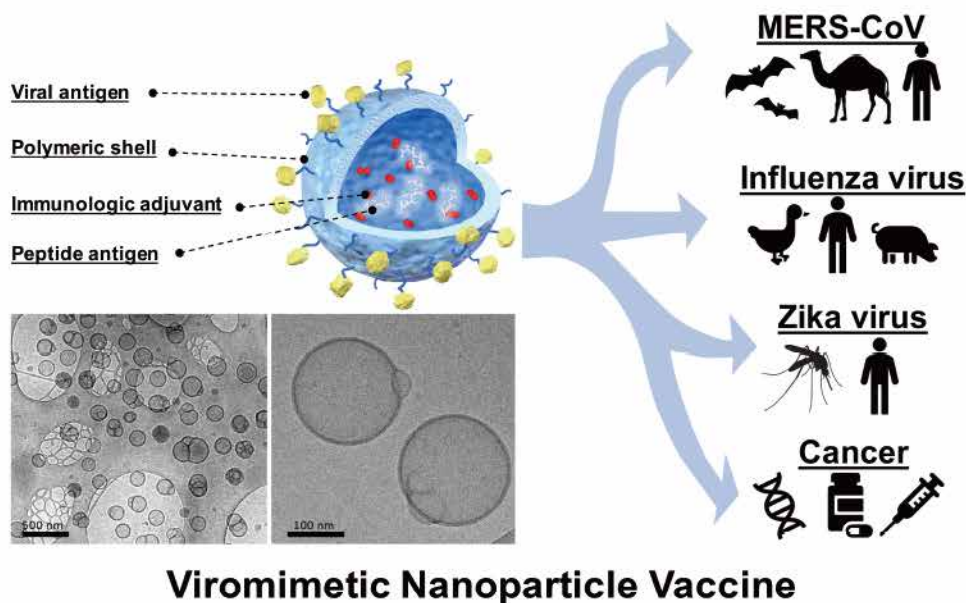 Viral antigen
Polymeric shell
Immunologic adjuvant
Peptide antigen
500 nm
100 nm
MERS-CoV
Influenza virus
Zika virus
Cancer
Viromimetic Nanoparticle Vaccine